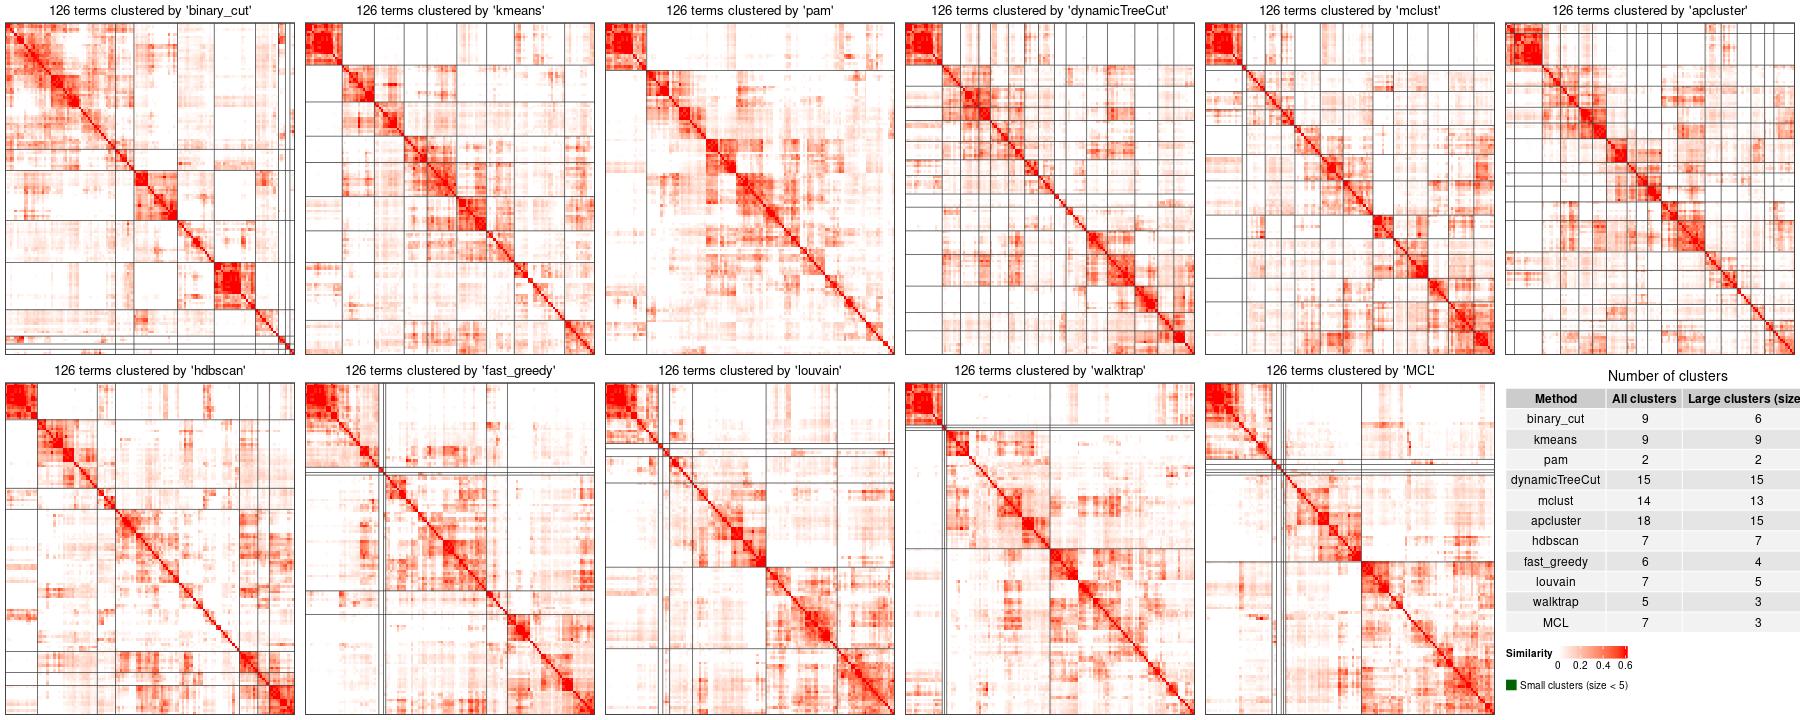 126 terms clustered by 'binary_cut'
126 terms clustered by 'kmeans'
126 terms clustered by 'pam'
126 terms clustered by 'dynamicTreeCut'
126 terms clustered by 'mclust'
126 terms clustered by 'apcluster'
126 terms clustered by 'hdbscan'
126 terms clustered by 'fast_greedy'
126 terms clustered by 'louvain'
126 terms clustered by 'walktrap'
126 terms clustered by 'MCL'
Number of clusters
Method All clusters Large clusters (size
binary_cut 9 6
kmeans 9 9
pam 2 2
dynamicTreeCut 15 15
mclust 14 13
apcluster 18 15
hdbscan 7 7
fast_greedy 6 4
louvain 7 5
walktrap 5 3
MCL 7 3
Similarity
0 0.2 0.4 0.6
Small clusters (size < 5)